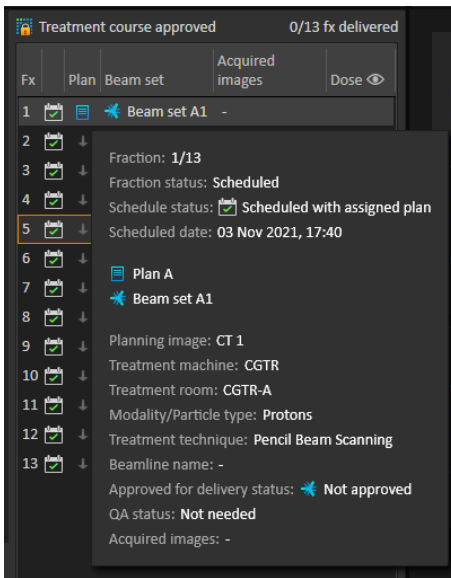 Treatment course approved 0/13 fx delivered
Acquired
Fx Plan Beam set images Dose
1 Beam set A1 -
2
3
4
5
6
7
8
9
10
11
12
13
Fraction: 1/13
Fraction status: Scheduled
Schedule status: Scheduled with assigned plan
Scheduled date: 03 Nov 2021, 17:40
Plan A
Beam set A1
Planning image: CT 1
Treatment machine: CGTR
Treatment room: CGTR-A
Modality/Particle type: Protons
Treatment technique: Pencil Beam Scanning
Beamline name: -
Approved for delivery status: Not approved
QA status: Not needed
Acquired images: -